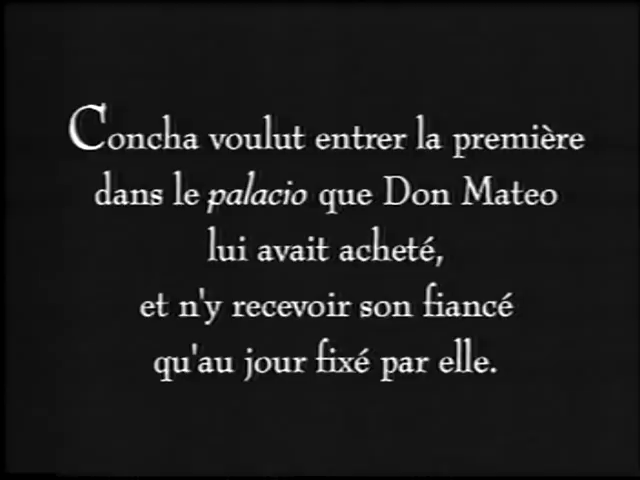 Concha voulut entrer la première
dans le palacio que Don Mateo
lui avait acheté,
et n'y recevoir son fiancé
qu'au jour fixé par elle.